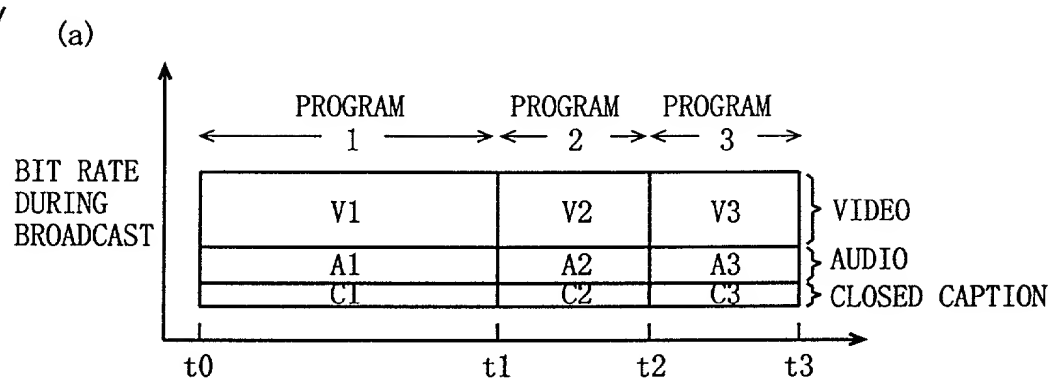 (a)
PROGRAM PROGRAM PROGRAM
1 2 3
BIT RATE
DURING
BROADCAST
V1 V2 V3 VIDEO
A1 A2 A3 AUDIO
C1 C2 C3 CLOSED CAPTION
t0 t1 t2 t3